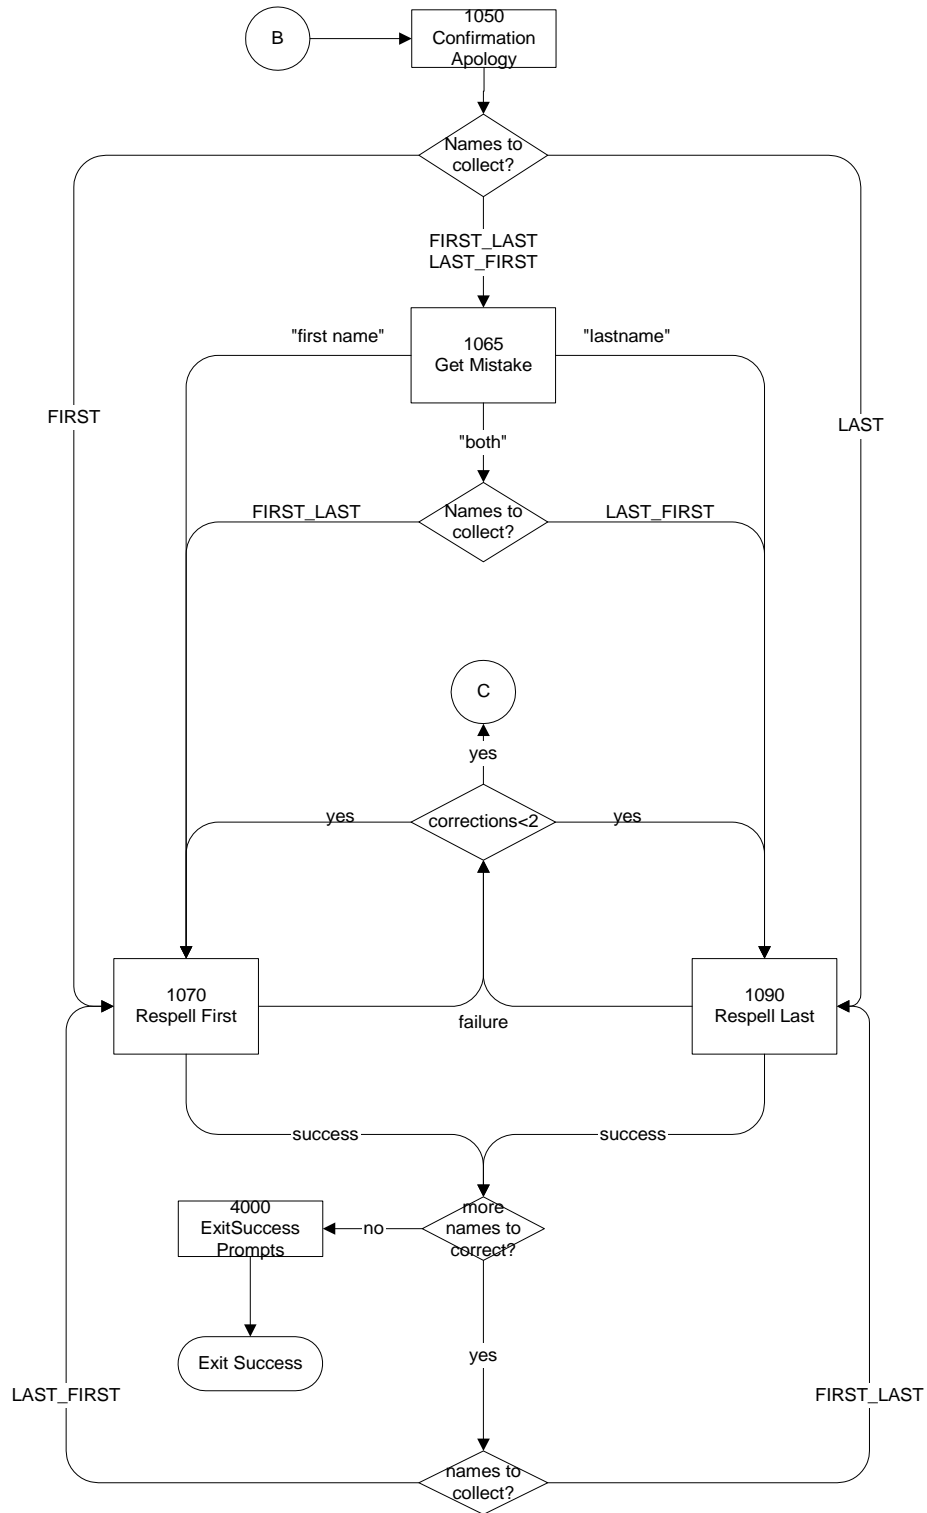 B
1050
Confirmation
Apology
Names to
collect?
FIRST_LAST
LAST_FIRST
"first name"
1065
Get Mistake
"lastname"
FIRST
LAST
"both"
FIRST_LAST
Names to
collect?
LAST_FIRST
C
yes
yes
corrections<2
yes
1070
Respell First
failure
1090
Respell Last
success
success
4000
ExitSuccess
Prompts
no
more
names to
correct?
Exit Success
yes
LAST_FIRST
FIRST_LAST
names to
collect?